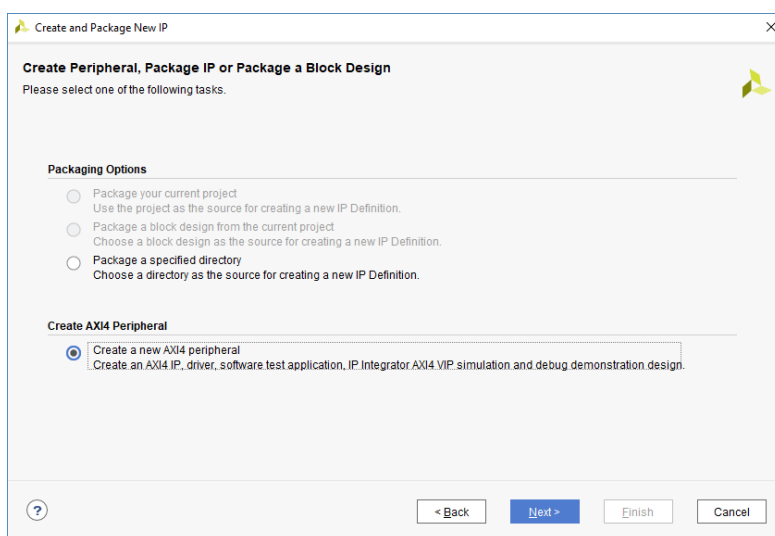 Create and Package New IP
Create Peripheral, Package IP or Package a Block Design
Please select one of the following tasks.
Packaging Options
Package your current project
Use the project as the source for creating a new IP Definition.
Package a block design from the current project
Choose a block design as the source for creating a new IP Definition.
Package a specified directory
Choose a directory as the source for creating a new IP Definition.
Create AXI4 Peripheral
Create a new AXI4 peripheral
Create an AXI4 IP, driver, software test application, IP Integrator AXI4 VIP simulation and debug demonstration design.
? < Back Next > Finish Cancel